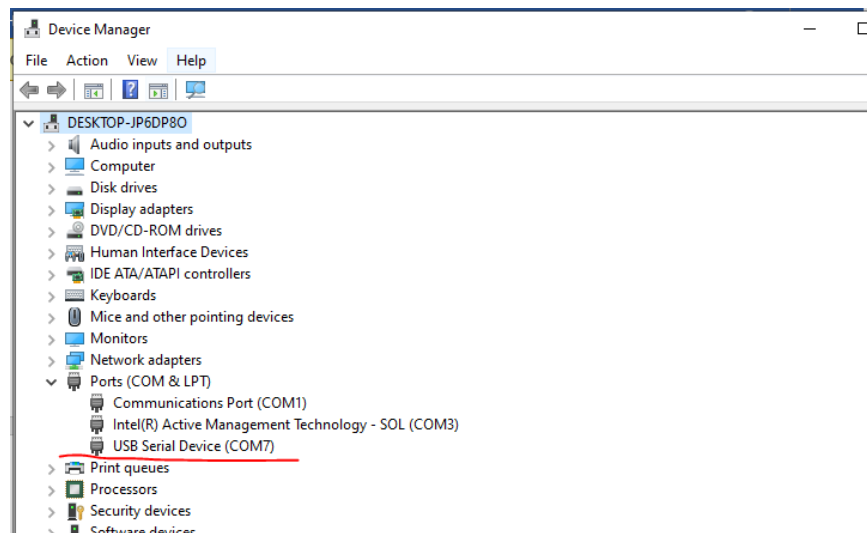 Device Manager
File Action View Help
DESKTOP-JP6DP8O
Audio inputs and outputs
Computer
Disk drives
Display adapters
DVD/CD-ROM drives
Human Interface Devices
IDE ATA/ATAPI controllers
Keyboards
Mice and other pointing devices
Monitors
Network adapters
Ports (COM & LPT)
Communications Port (COM1)
Intel(R) Active Management Technology - SOL (COM3)
USB Serial Device (COM7)
Print queues
Processors
Security devices
Software devices